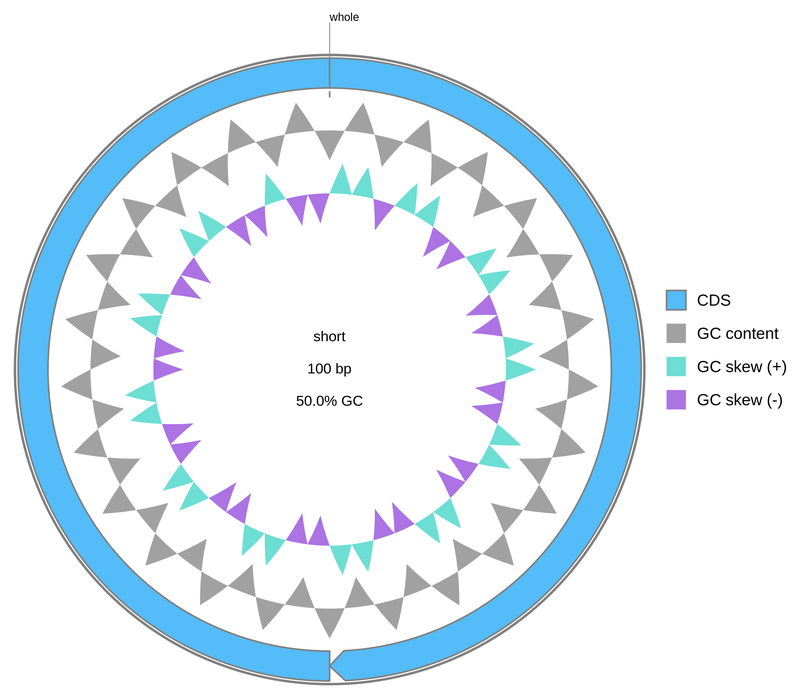 whole
short
100 bp
50.0% GC
CDS
GC content
GC skew (+)
GC skew (-)